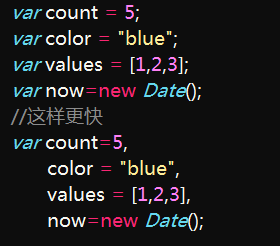 var count = 5;
var color = "blue";
var values = [1,2,3];
var now=new Date();
//这样更快
var count=5,
color = "blue",
values = [1,2,3],
now=new Date();